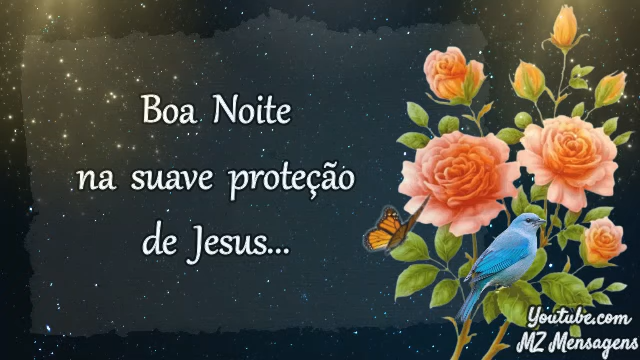 Boa Noite
na suave proteção
de Jesus...
Youtube.com
MZ Mensagens